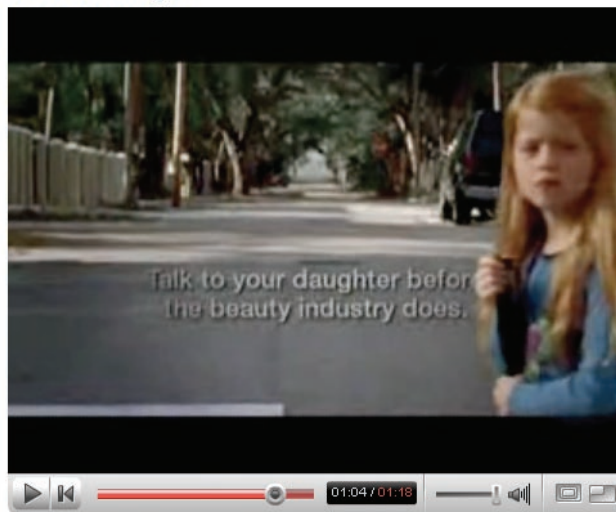 Talk to your daughter befor
the beauty industry does.
01:04 / 01:18